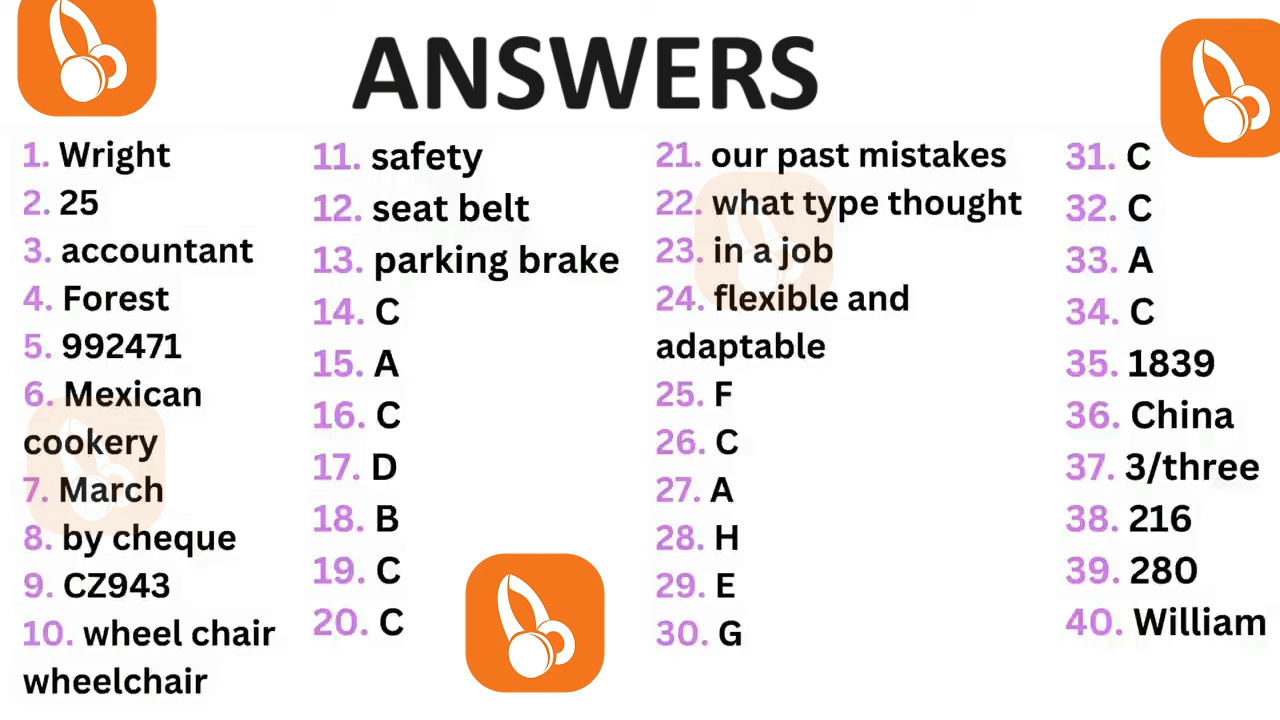 ANSWERS
1. Wright
2. 25
3. accountant
4. Forest
5. 992471
6. Mexican
cookery
7. March
8. by cheque
9. CZ943
10. wheel chair
wheelchair
11. safety
12. seat belt
13. parking brake
14. C
15. A
16. C
17. D
18. B
19. C
20. C
21. our past mistakes
22. what type thought
23. in a job
24. flexible and
adaptable
25. F
26. C
27. A
28. H
29. E
30. G
31. C
32. C
33. A
34. C
35. 1839
36. China
37. 3/three
38. 216
39. 280
40. William